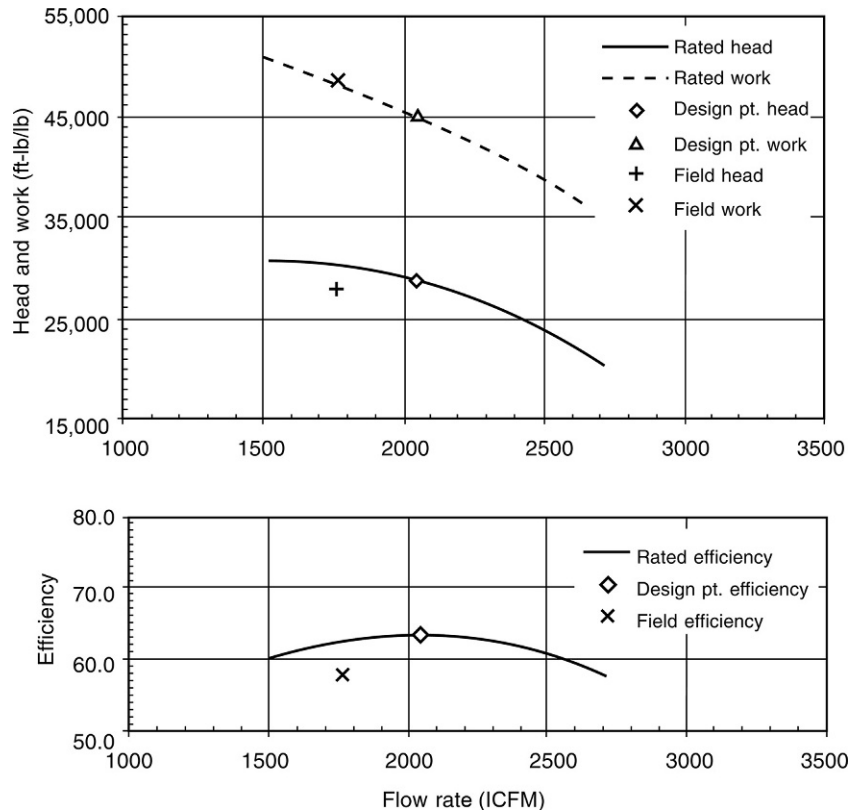 55,000
45,000
35,000
25,000
15,000
Head and work (ft-lb/lb)
Rated head
Rated work
Design pt. head
Design pt. work
Field head
Field work
1000 1500 2000 2500 3000 3500
80.0
70.0
60.0
50.0
Efficiency
Rated efficiency
Design pt. efficiency
Field efficiency
1000 1500 2000 2500 3000 3500
Flow rate (ICFM)